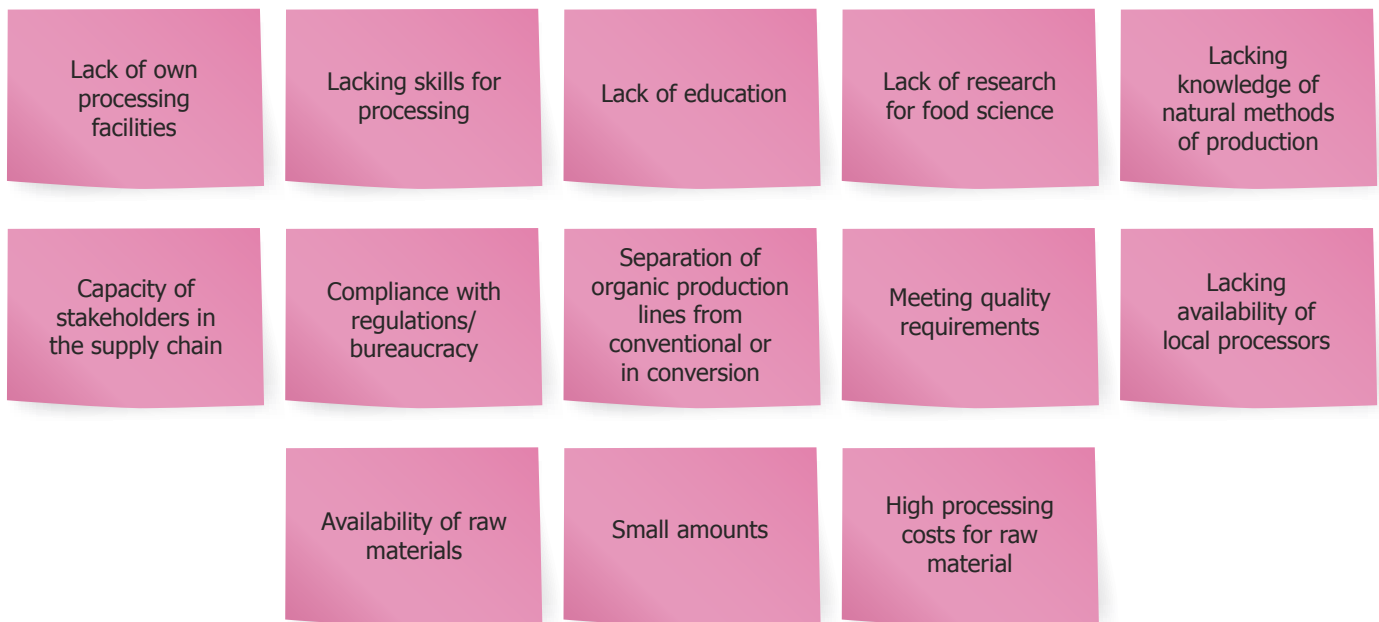 Lack of own
processing
facilities
Lacking skills for
processing
Lack of education
Lack of research
for food science
Lacking
knowledge of
natural methods
of production
Capacity of
stakeholders in
the supply chain
Compliance with
regulations/
bureaucracy
Separation of
organic production
lines from
conventional or
in conversion
Meeting quality
requirements
Lacking
availability of
local processors
Availability of raw
materials
Small amounts
High processing
costs for raw
material